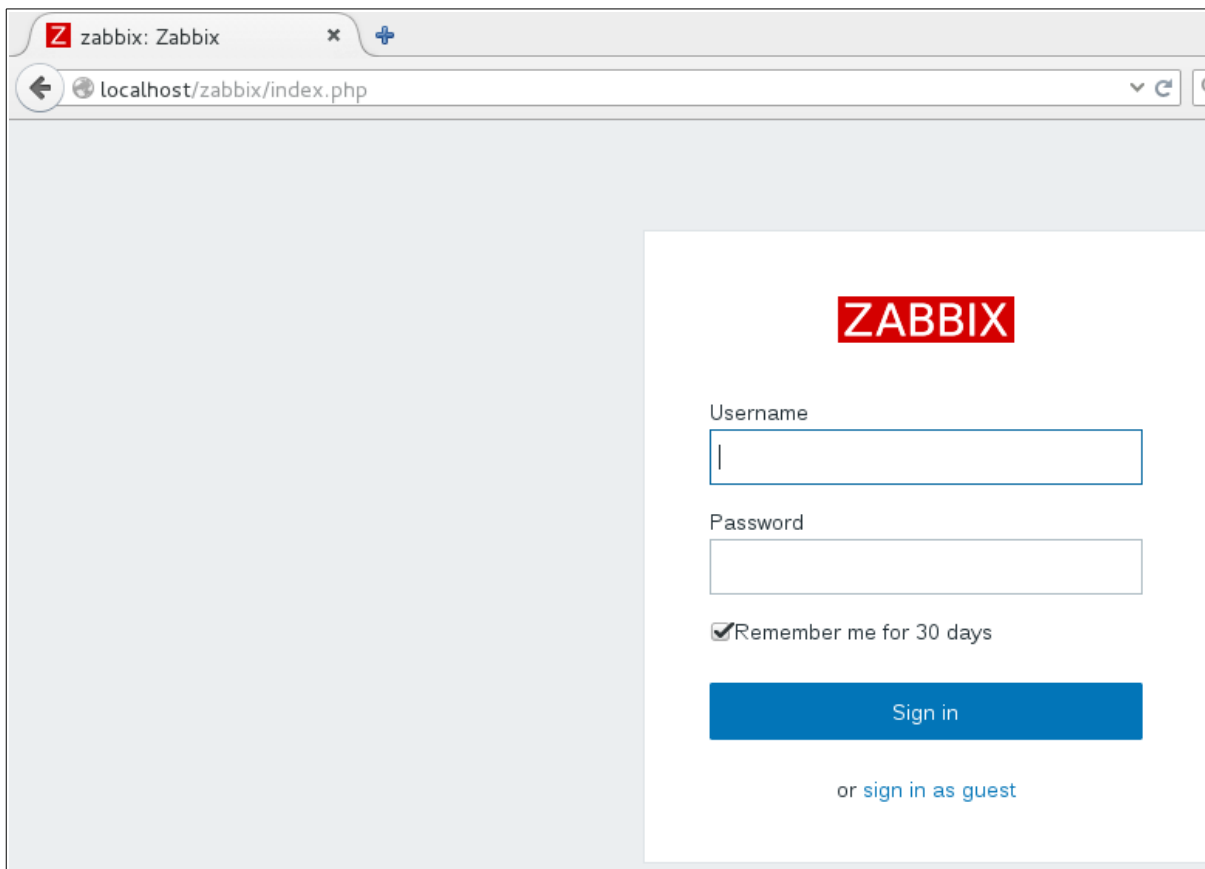 Z zabbix: Zabbix
localhost/zabbix/index.php
ZABBIX
Username
Password
Remember me for 30 days
Sign in
or sign in as guest